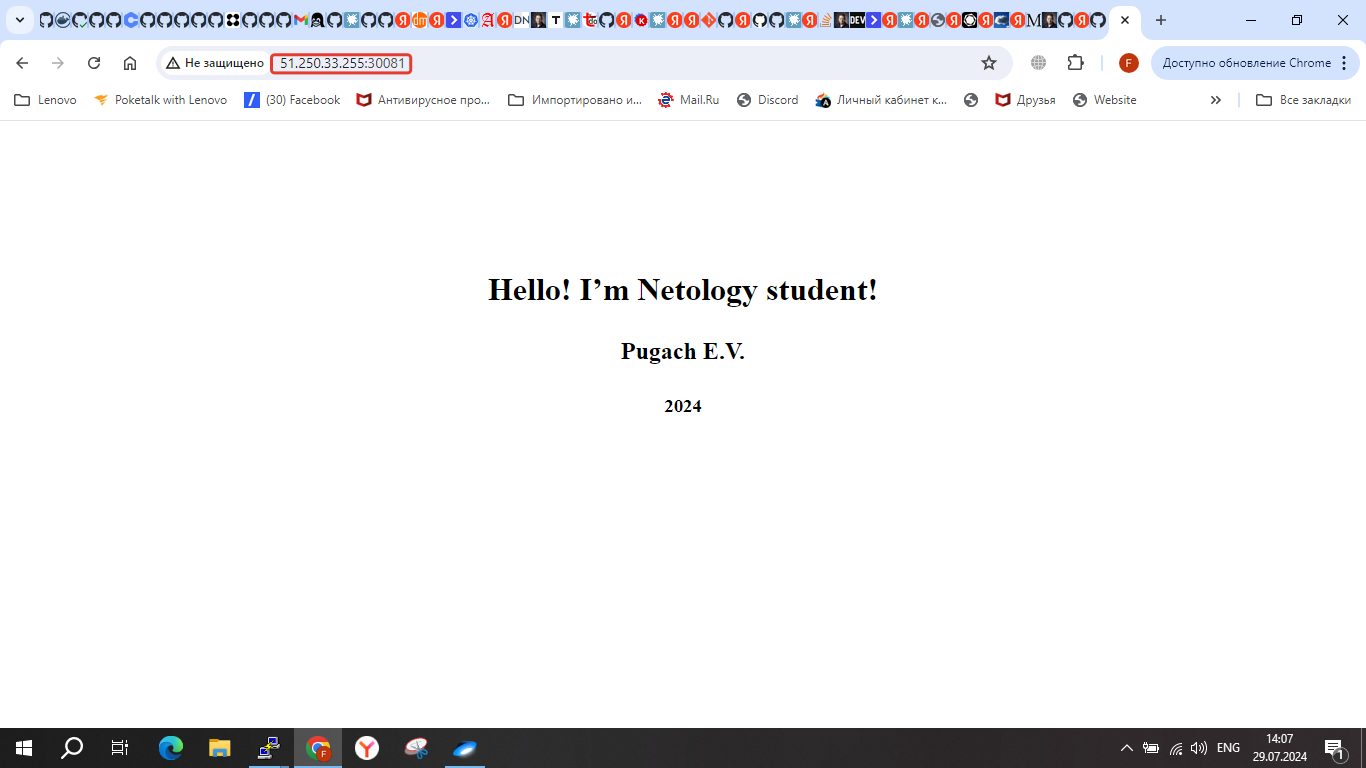 Не защищено 51.250.33.255:30081 F Доступно обновление Chrome
Lenovo Poketalk with Lenovo (30) Facebook Антивирусное про... Импортировано и... Mail.Ru Discord Личный кабинет к... Друзья Website » Все закладки
Hello! I’m Netology student!
Pugach E.V.
2024
ENG 14:07
29.07.2024 1